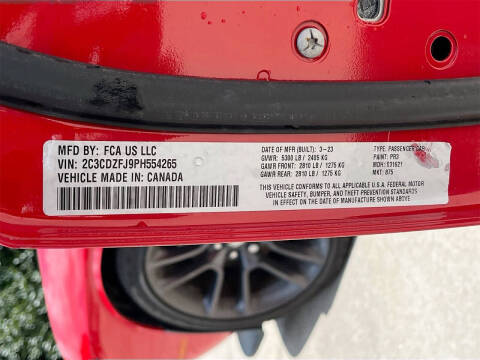 MFD BY: FCA US LLC
VIN: 2C3CDZFJ9PH554265
VEHICLE MADE IN: CANADA
DATE OF MFR (BUILT): 3-23
GVWR: 5300 LB / 2405 KG
GAWR FRONT: 2810 LB / 1275 KG
GAWR REAR: 2810 LB / 1275 KG
TYPE: PASSENGER CAR
PAINT: PR3
MDH: 031621
MKT: 875
THIS VEHICLE CONFORMS TO ALL APPLICABLE U.S.A. FEDERAL MOTOR
VEHICLE SAFETY, BUMPER, AND THEFT PREVENTION STANDARDS
IN EFFECT ON THE DATE OF MANUFACTURE SHOWN ABOVE